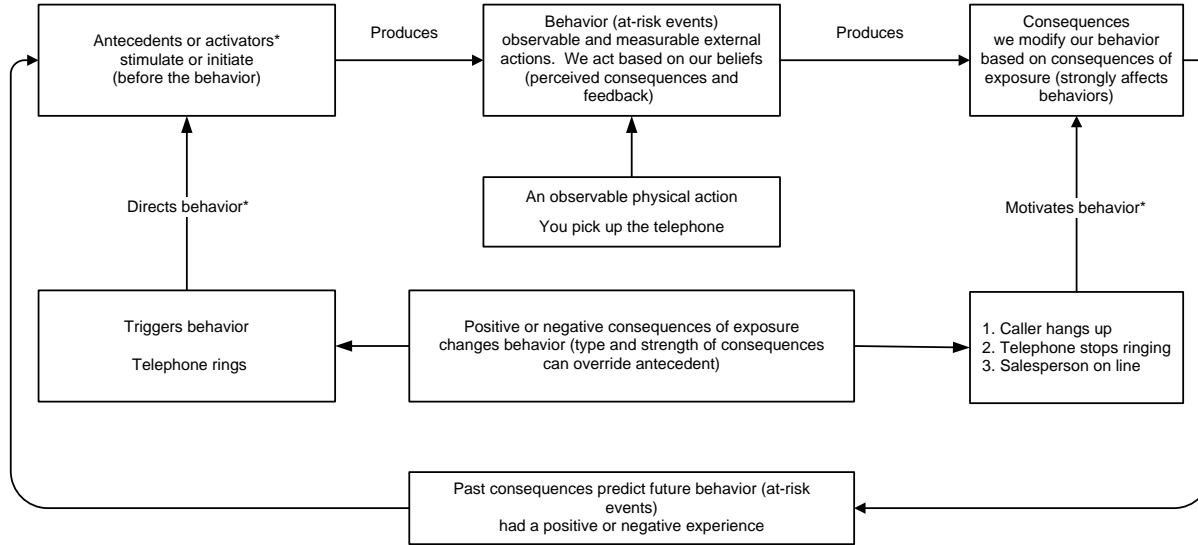 Antecedents or activators*
stimulate or initiate
(before the behavior)
Produces
Behavior (at-risk events)
observable and measurable external
actions.  We act based on our beliefs
(perceived consequences and
feedback)
Produces
Consequences
we modify our behavior
based on consequences of
exposure (strongly affects
behaviors)
Directs behavior*
An observable physical action
You pick up the telephone
Motivates behavior*
Triggers behavior
Telephone rings
Positive or negative consequences of exposure
changes behavior (type and strength of consequences
can override antecedent)
1. Caller hangs up
2. Telephone stops ringing
3. Salesperson on line
Past consequences predict future behavior (at-risk
events)
had a positive or negative experience